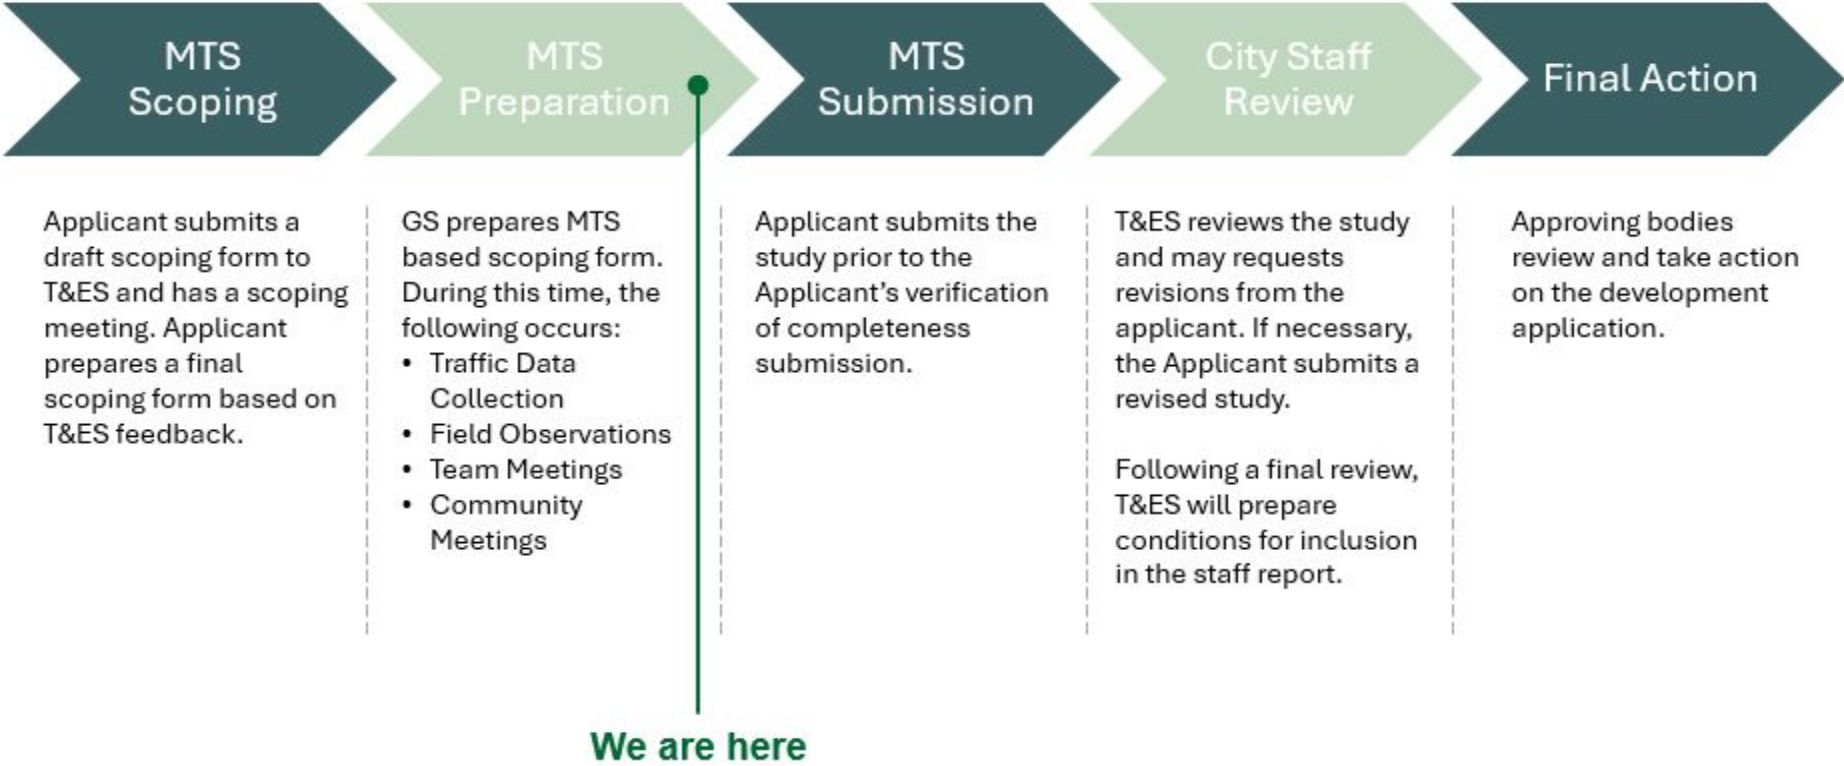 MTS
Scoping
MTS
Preparation
MTS
Submission
City Staff
Review
Final Action
Applicant submits a
draft scoping form to
T&ES and has a scoping
meeting. Applicant
prepares a final
scoping form based on
T&ES feedback.
GS prepares MTS
based scoping form.
During this time, the
following occurs:
• Traffic Data
Collection
• Field Observations
• Team Meetings
• Community
Meetings
Applicant submits the
study prior to the
Applicant’s verification
of completeness
submission.
T&ES reviews the study
and may requests
revisions from the
applicant. If necessary,
the Applicant submits a
revised study.
Following a final review,
T&ES will prepare
conditions for inclusion
in the staff report.
Approving bodies
review and take action
on the development
application.
We are here